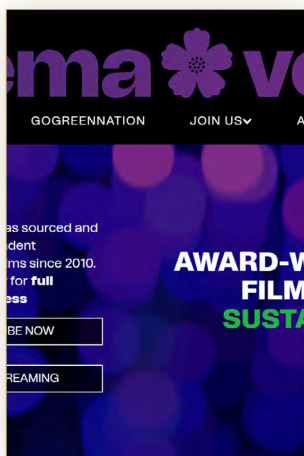 ema ve
GOGREENNATION JOIN US A
as sourced and
dent
ms since 2010.
for full
ess
BE NOW
REAMING
AWARD-W
FILM
SUSTA